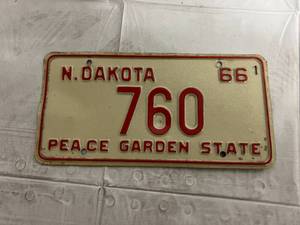 N. DAKOTA 66 1
760
PEACE GARDEN STATE